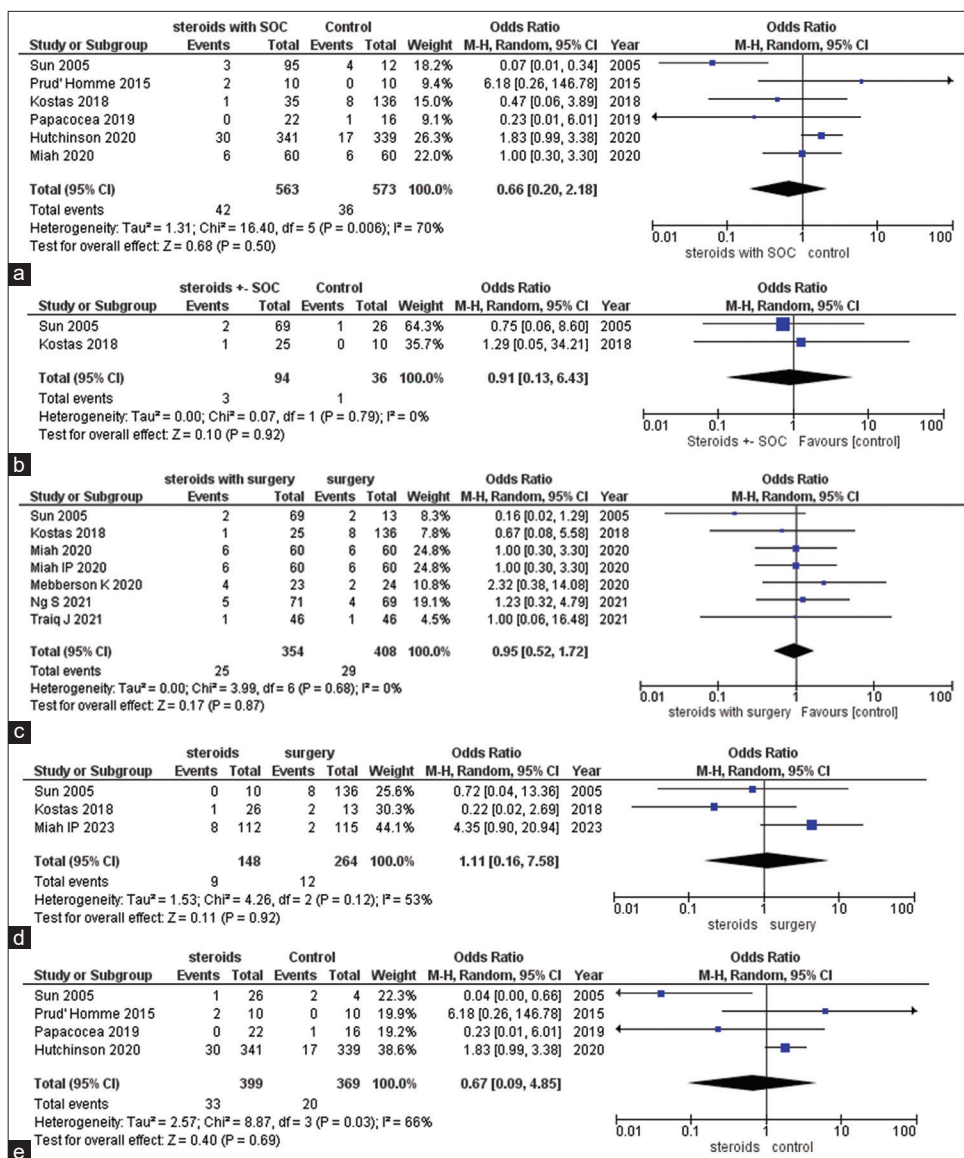 steroids with SOC Control Odds Ratio Odds Ratio
Study or Subgroup Events Total Events Total Weight M-H, Random, 95% CI Year M-H, Random, 95% CI
Sun 2005 3 95 4 12 18.2% 0.07 [0.01, 0.34] 2005
Prud' Homme 2015 2 10 0 10 9.4% 6.18 [0.26, 146.78] 2015
Kostas 2018 1 35 8 136 15.0% 0.47 [0.06, 3.89] 2018
Papacocea 2019 0 22 1 16 9.1% 0.23 [0.01, 6.01] 2019
Hutchinson 2020 30 341 17 339 26.3% 1.83 [0.99, 3.38] 2020
Miah 2020 6 60 6 60 22.0% 1.00 [0.30, 3.30] 2020
Total (95% CI) 563 573 100.0% 0.66 [0.20, 2.18]
Total events 42 36
Heterogeneity: Tau² = 1.31; Chi² = 16.40, df = 5 (P = 0.006); I² = 70%
Test for overall effect: Z = 0.68 (P = 0.50)
0.01 0.1 1 10 100
steroids with SOC control
a
steroids +- SOC Control Odds Ratio Odds Ratio
Study or Subgroup Events Total Events Total Weight M-H, Random, 95% CI Year M-H, Random, 95% CI
Sun 2005 2 69 1 26 64.3% 0.75 [0.06, 8.60] 2005
Kostas 2018 1 25 0 10 35.7% 1.29 [0.05, 34.21] 2018
Total (95% CI) 94 36 100.0% 0.91 [0.13, 6.43]
Total events 3 1
Heterogeneity: Tau² = 0.00; Chi² = 0.07, df = 1 (P = 0.79); I² = 0%
Test for overall effect: Z = 0.10 (P = 0.92)
0.01 0.1 1 10 100
Steroids +- SOC Favours [control]
b
steroids with surgery surgery Odds Ratio Odds Ratio
Study or Subgroup Events Total Events Total Weight M-H, Random, 95% CI Year M-H, Random, 95% CI
Sun 2005 2 69 2 13 8.3% 0.16 [0.02, 1.29] 2005
Kostas 2018 1 25 8 136 7.8% 0.67 [0.08, 5.58] 2018
Miah 2020 6 60 6 60 24.8% 1.00 [0.30, 3.30] 2020
Miah IP 2020 6 60 6 60 24.8% 1.00 [0.30, 3.30] 2020
Mebberson K 2020 4 23 2 24 10.8% 2.32 [0.38, 14.08] 2020
Ng S 2021 5 71 4 69 19.1% 1.23 [0.32, 4.79] 2021
Traiq J 2021 1 46 1 46 4.5% 1.00 [0.06, 16.48] 2021
Total (95% CI) 354 408 100.0% 0.95 [0.52, 1.72]
Total events 25 29
Heterogeneity: Tau² = 0.00; Chi² = 3.99, df = 6 (P = 0.68); I² = 0%
Test for overall effect: Z = 0.17 (P = 0.87)
0.01 0.1 1 10 100
steroids with surgery Favours [control]
c
steroids surgery Odds Ratio Odds Ratio
Study or Subgroup Events Total Events Total Weight M-H, Random, 95% CI Year M-H, Random, 95% CI
Sun 2005 0 10 8 136 25.6% 0.72 [0.04, 13.36] 2005
Kostas 2018 1 26 2 13 30.3% 0.22 [0.02, 2.69] 2018
Miah IP 2023 8 112 2 115 44.1% 4.35 [0.90, 20.94] 2023
Total (95% CI) 148 264 100.0% 1.11 [0.16, 7.58]
Total events 9 12
Heterogeneity: Tau² = 1.53; Chi² = 4.26, df = 2 (P = 0.12); I² = 53%
Test for overall effect: Z = 0.11 (P = 0.92)
0.01 0.1 1 10 100
steroids surgery
d
steroids Control Odds Ratio Odds Ratio
Study or Subgroup Events Total Events Total Weight M-H, Random, 95% CI Year M-H, Random, 95% CI
Sun 2005 1 26 2 4 22.3% 0.04 [0.00, 0.66] 2005
Prud' Homme 2015 2 10 0 10 19.9% 6.18 [0.26, 146.78] 2015
Papacocea 2019 0 22 1 16 19.2% 0.23 [0.01, 6.01] 2019
Hutchinson 2020 30 341 17 339 38.6% 1.83 [0.99, 3.38] 2020
Total (95% CI) 399 369 100.0% 0.67 [0.09, 4.85]
Total events 33 20
Heterogeneity: Tau² = 2.57; Chi² = 8.87, df = 3 (P = 0.03); I² = 66%
Test for overall effect: Z = 0.40 (P = 0.69)
0.01 0.1 1 10 100
steroids control
e